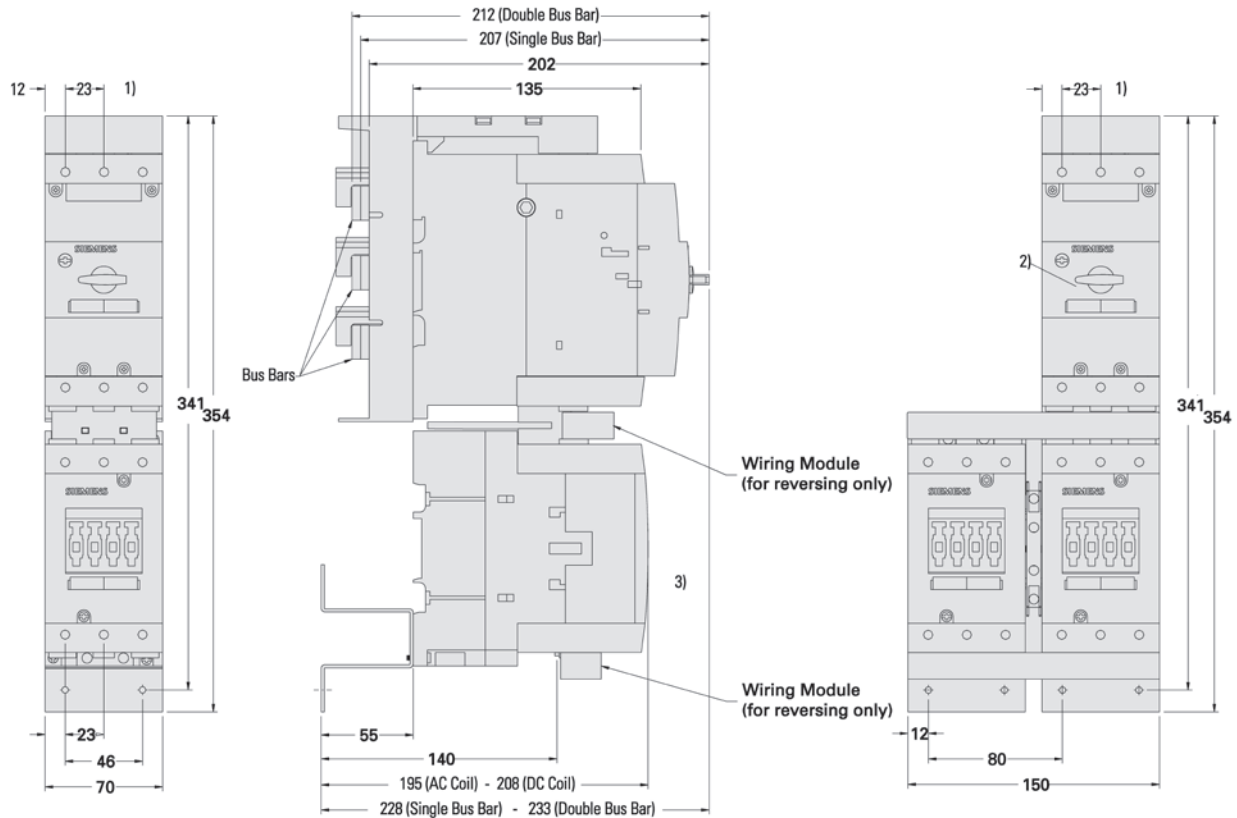 212 (Double Bus Bar)
207 (Single Bus Bar)
202
135
12
23
1)
SIEMENS
341
354
SIEMENS
23
46
70
Bus Bars
Wiring Module
(for reversing only)
3)
Wiring Module
(for reversing only)
55
140
195 (AC Coil) - 208 (DC Coil)
228 (Single Bus Bar) - 233 (Double Bus Bar)
23
1)
SIEMENS
2)
341
354
SIEMENS
SIEMENS
12
80
150